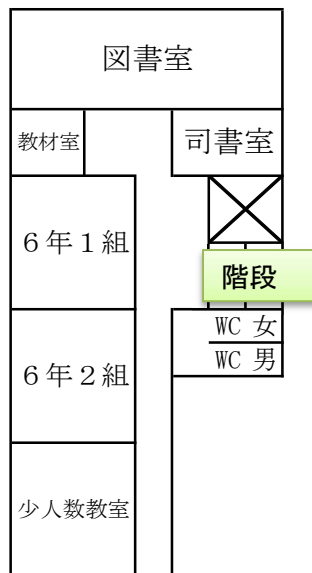 図書室
教材室
司書室
６年１組
階段
WC 女
WC 男
６年２組
少人数教室